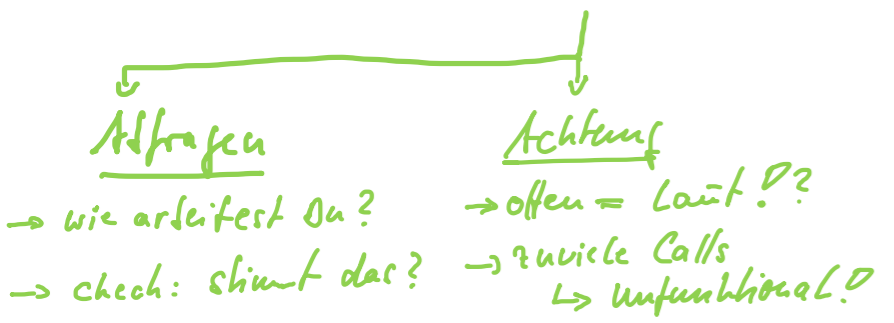 Abfragen
→ wie arbeitest Du?
→ check: stimmt das?
Achtung
→ offen = Laut!?
→ zuviele Calls
↳ unfunktional!